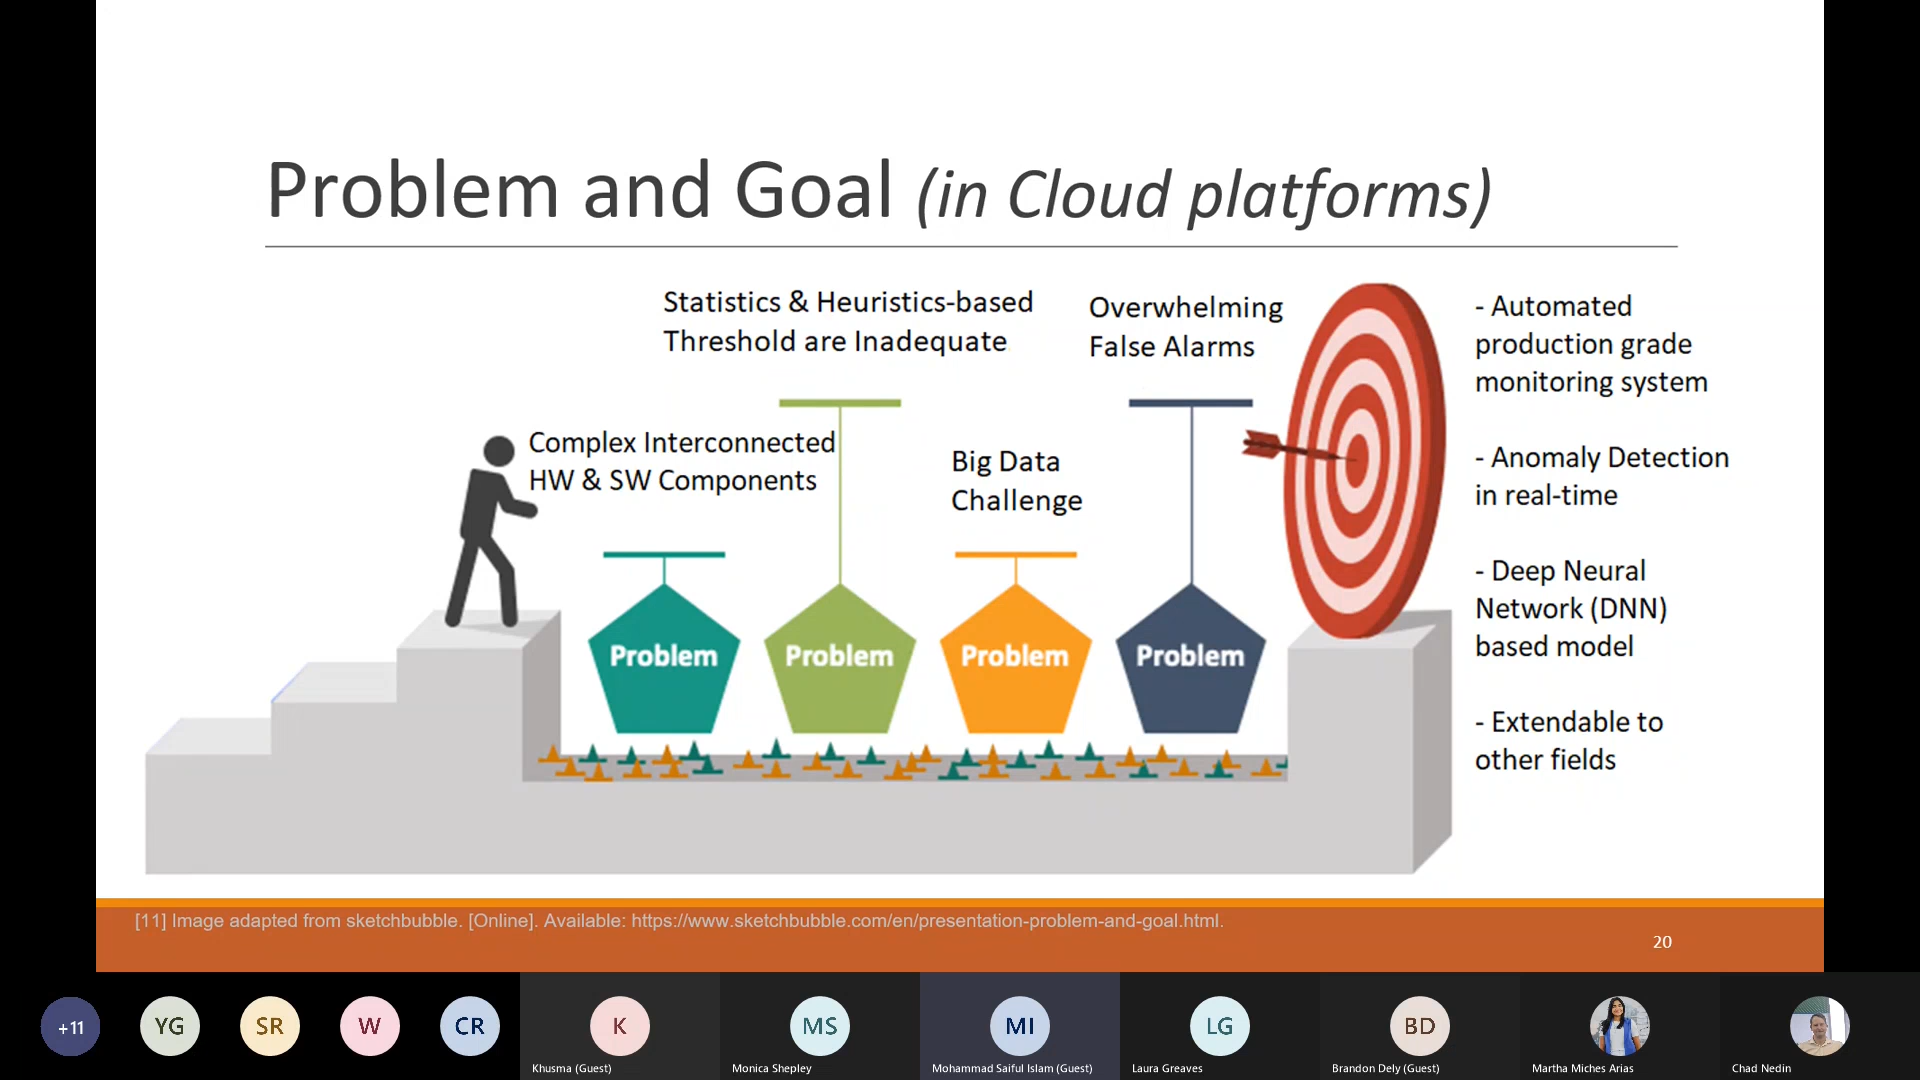 Problem and Goal (in Cloud platforms)
Statistics & Heuristics-based
Threshold are Inadequate
Overwhelming
False Alarms
Complex Interconnected
HW & SW Components
Big Data
Challenge
Problem
Problem
Problem
Problem
- Automated
production grade
monitoring system
- Anomaly Detection
in real-time
- Deep Neural
Network (DNN)
based model
- Extendable to
other fields
[11] Image adapted from sketchbubble. [Online]. Available: https://www.sketchbubble.com/en/presentation-problem-and-goal.html.
20
+11
YG
SR
W
CR
K
MS
MI
LG
BD
Khusma (Guest)
Monica Shepley
Mohammad Saiful Islam (Guest)
Laura Greaves
Brandon Dely (Guest)
Martha Miches Arias
Chad Nedin